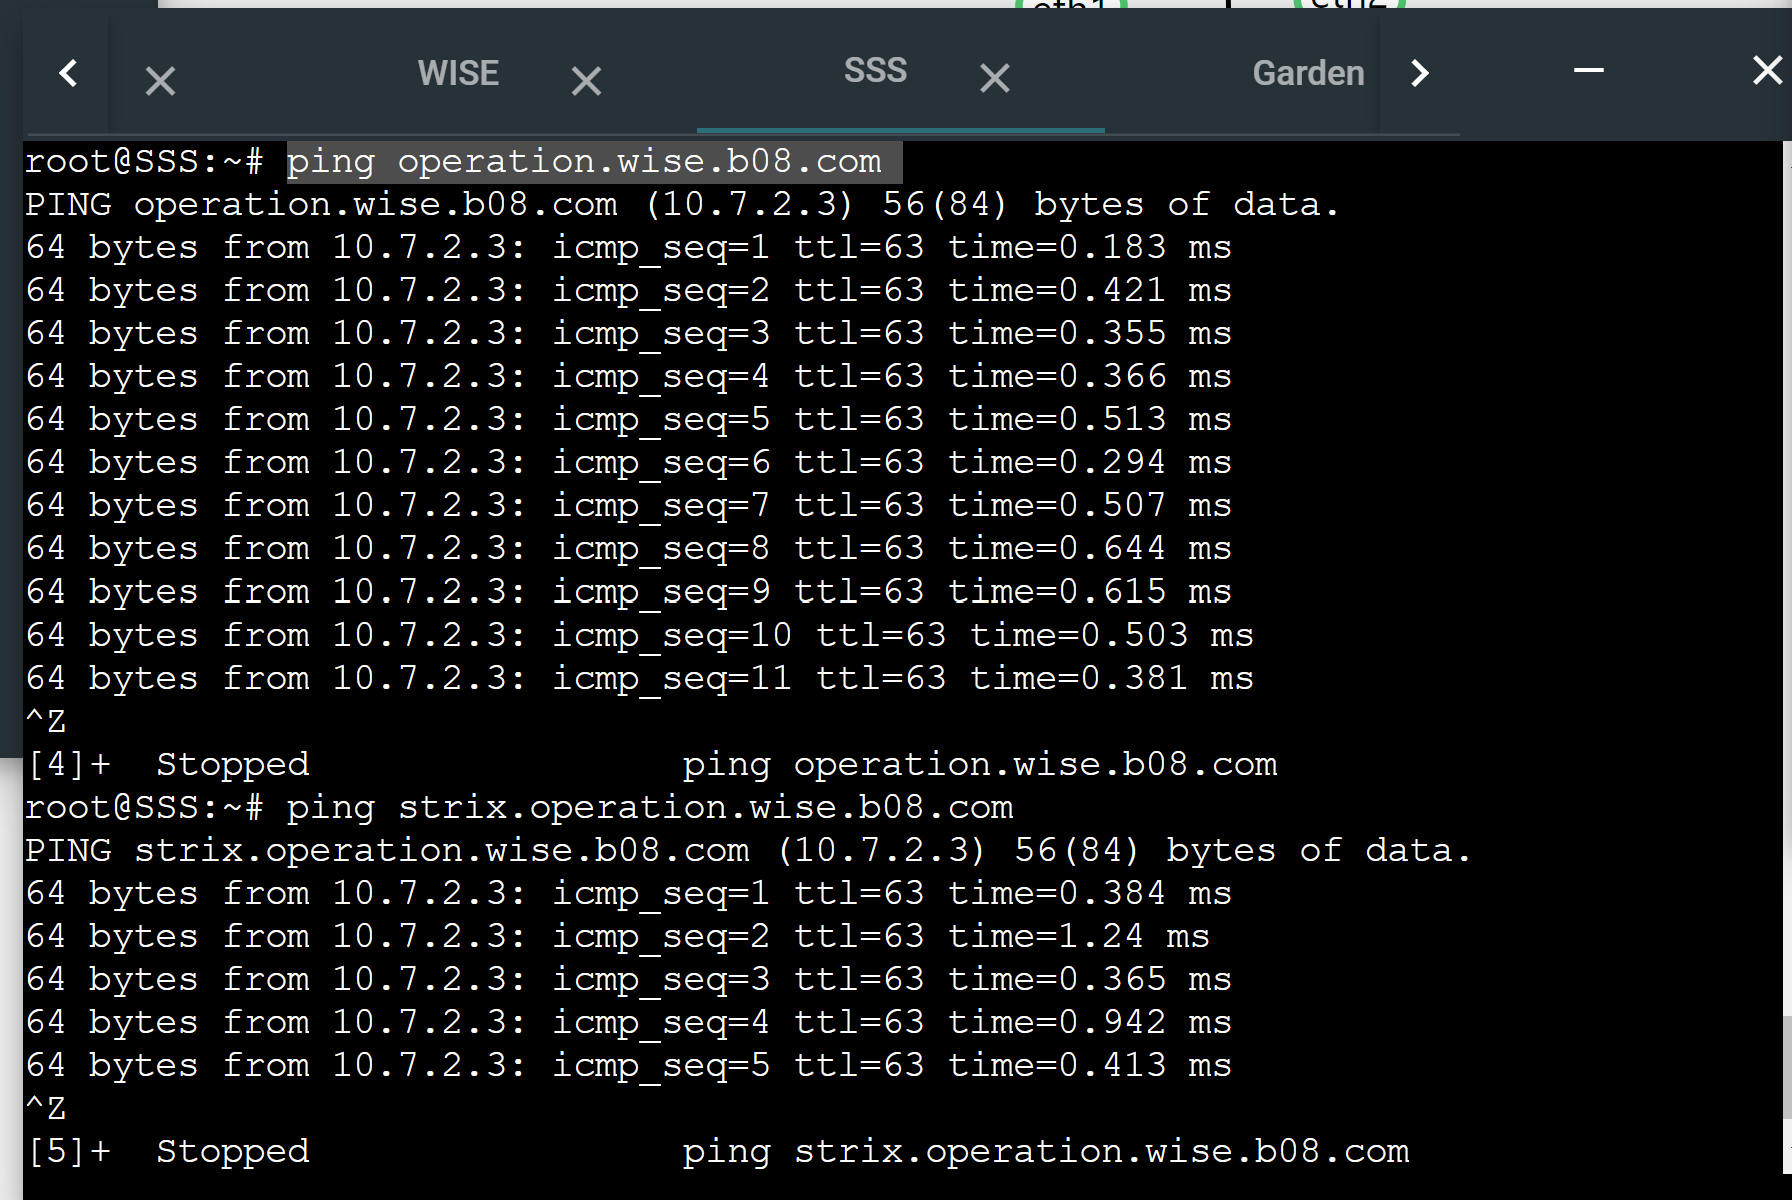 eth1 eth2
WISE SSS Garden
root@SSS:~# ping operation.wise.b08.com
PING operation.wise.b08.com (10.7.2.3) 56(84) bytes of data.
64 bytes from 10.7.2.3: icmp_seq=1 ttl=63 time=0.183 ms
64 bytes from 10.7.2.3: icmp_seq=2 ttl=63 time=0.421 ms
64 bytes from 10.7.2.3: icmp_seq=3 ttl=63 time=0.355 ms
64 bytes from 10.7.2.3: icmp_seq=4 ttl=63 time=0.366 ms
64 bytes from 10.7.2.3: icmp_seq=5 ttl=63 time=0.513 ms
64 bytes from 10.7.2.3: icmp_seq=6 ttl=63 time=0.294 ms
64 bytes from 10.7.2.3: icmp_seq=7 ttl=63 time=0.507 ms
64 bytes from 10.7.2.3: icmp_seq=8 ttl=63 time=0.644 ms
64 bytes from 10.7.2.3: icmp_seq=9 ttl=63 time=0.615 ms
64 bytes from 10.7.2.3: icmp_seq=10 ttl=63 time=0.503 ms
64 bytes from 10.7.2.3: icmp_seq=11 ttl=63 time=0.381 ms
^Z
[4]+  Stopped                 ping operation.wise.b08.com
root@SSS:~# ping strix.operation.wise.b08.com
PING strix.operation.wise.b08.com (10.7.2.3) 56(84) bytes of data.
64 bytes from 10.7.2.3: icmp_seq=1 ttl=63 time=0.384 ms
64 bytes from 10.7.2.3: icmp_seq=2 ttl=63 time=1.24 ms
64 bytes from 10.7.2.3: icmp_seq=3 ttl=63 time=0.365 ms
64 bytes from 10.7.2.3: icmp_seq=4 ttl=63 time=0.942 ms
64 bytes from 10.7.2.3: icmp_seq=5 ttl=63 time=0.413 ms
^Z
[5]+  Stopped                 ping strix.operation.wise.b08.com